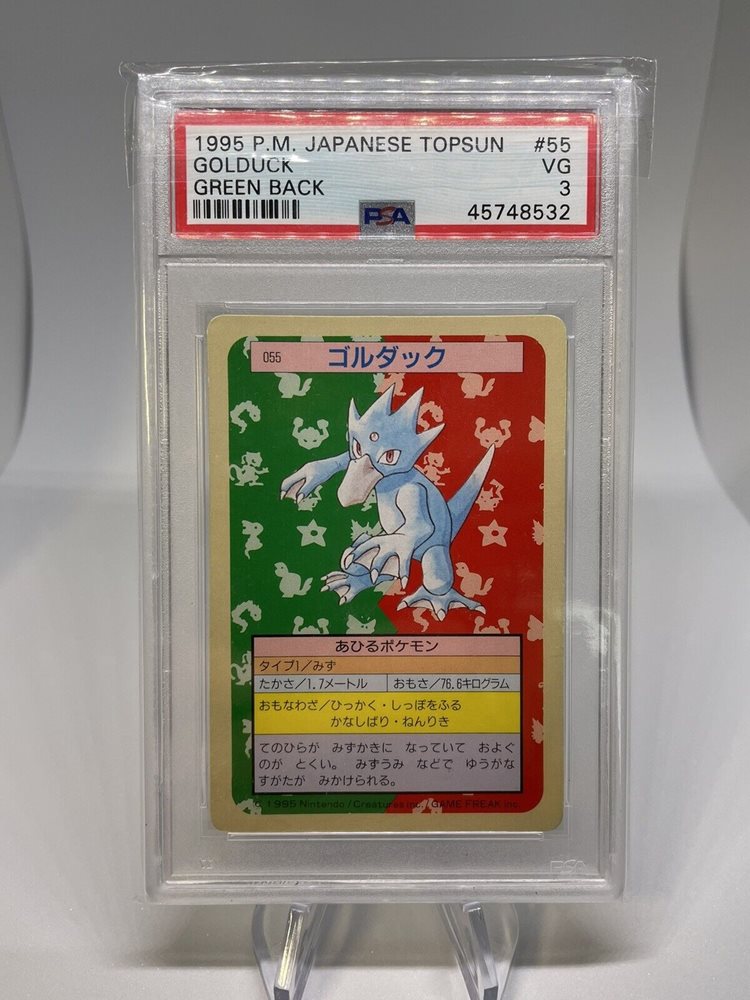 1995 P.M. JAPANESE TOPSUN #55
GOLDUCK VG
GREEN BACK 3
PSA 45748532
055 ゴルダック
あひるポケモン
タイプ1/みず
たかさ/1.7メートル おもさ/76.6キログラム
おもなわざ/ひっかく・しっぽをふる
かなしばり・ねんりき
てのひらが みずかきに なっていて およぐ
のが とくい。 みずうみ などで ゆうがな
すがたが みかけられる。
© 1995 Nintendo/Creatures inc./GAME FREAK inc.
PSA